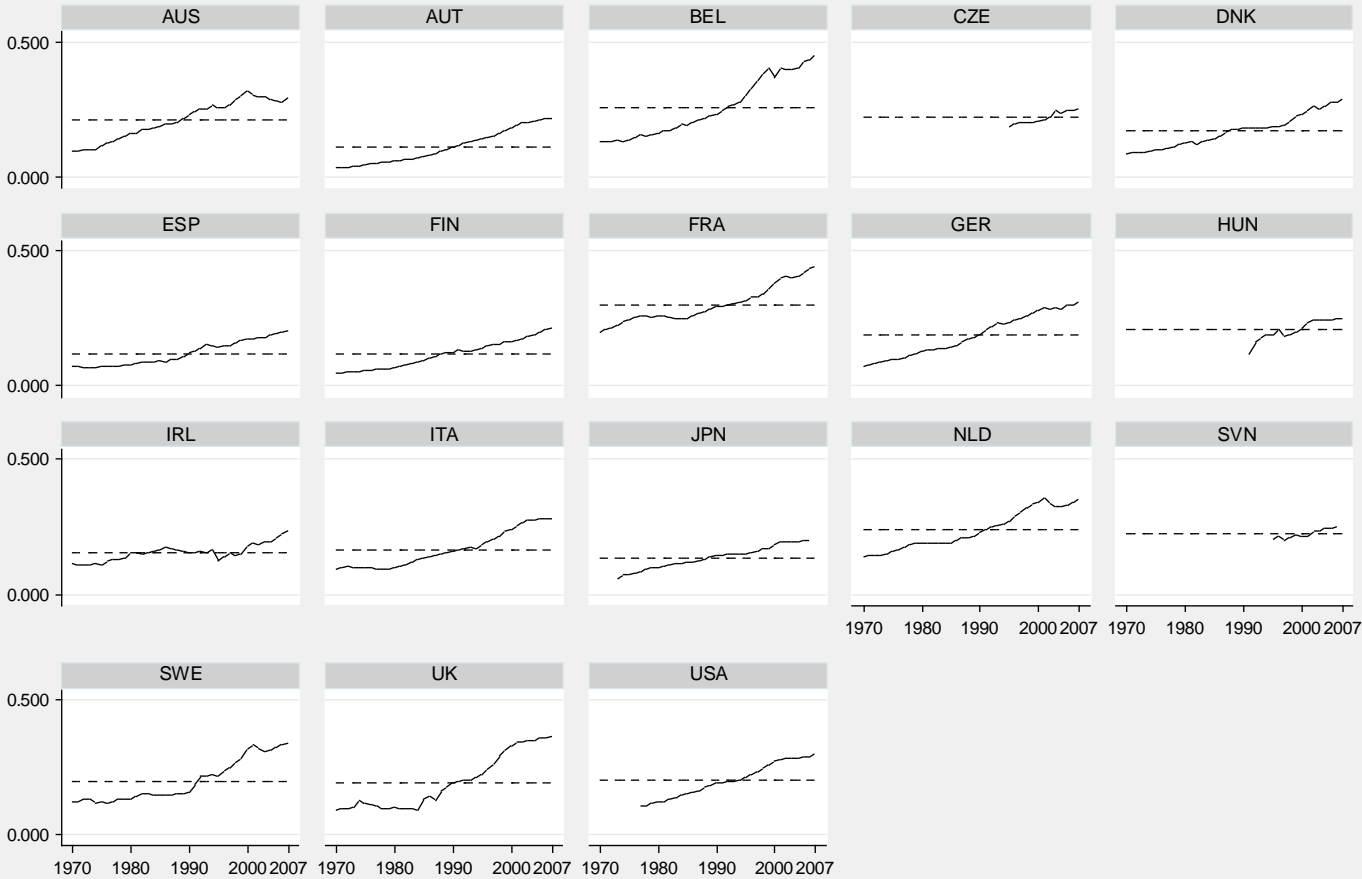 AUS AUT BEL CZE DNK
0.500
0.000
ESP FIN FRA GER HUN
0.500
0.000
IRL ITA JPN NLD SVN
0.500
0.000
1970 1980 1990 2000 2007 1970 1980 1990 2000 2007
SWE UK USA
0.500
0.000
1970 1980 1990 2000 2007 1970 1980 1990 2000 2007 1970 1980 1990 2000 2007